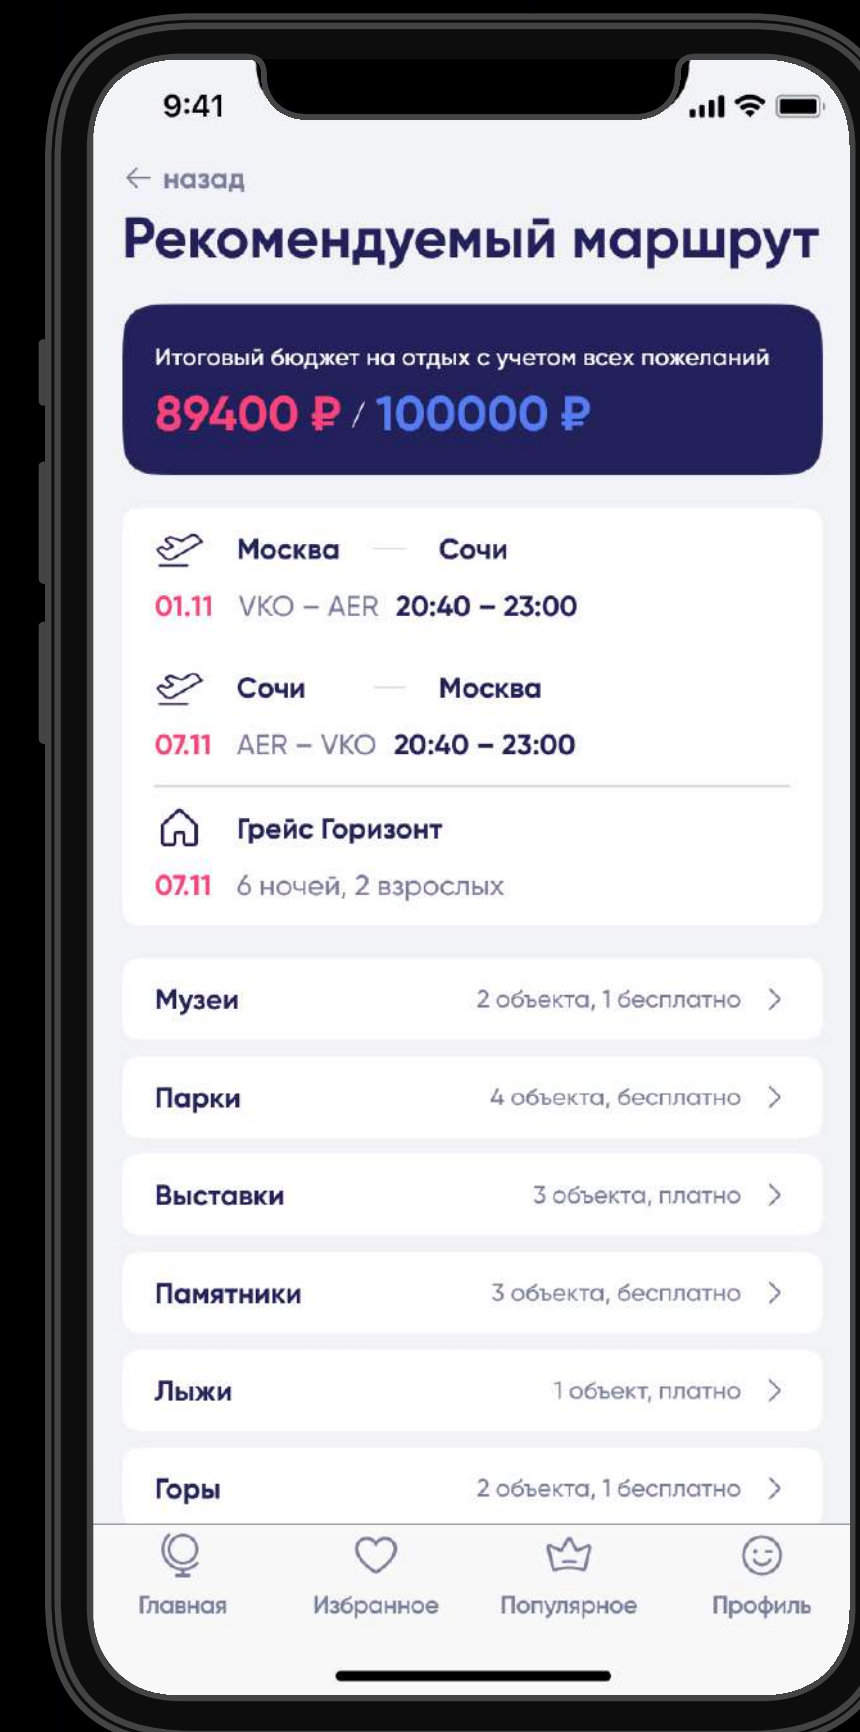 9:41
← назад
Рекомендуемый маршрут
Итоговый бюджет на отдых с учетом всех пожеланий
89400 ₽ / 100000 ₽
Москва — Сочи
01.11 VKO – AER 20:40 – 23:00
Сочи — Москва
07.11 AER – VKO 20:40 – 23:00
Грейс Горизонт
07.11 6 ночей, 2 взрослых
Музеи 2 объекта, 1 бесплатно >
Парки 4 объекта, бесплатно >
Выставки 3 объекта, платно >
Памятники 3 объекта, бесплатно >
Лыжи 1 объект, платно >
Горы 2 объекта, 1 бесплатно >
Главная Избранное Популярное Профиль